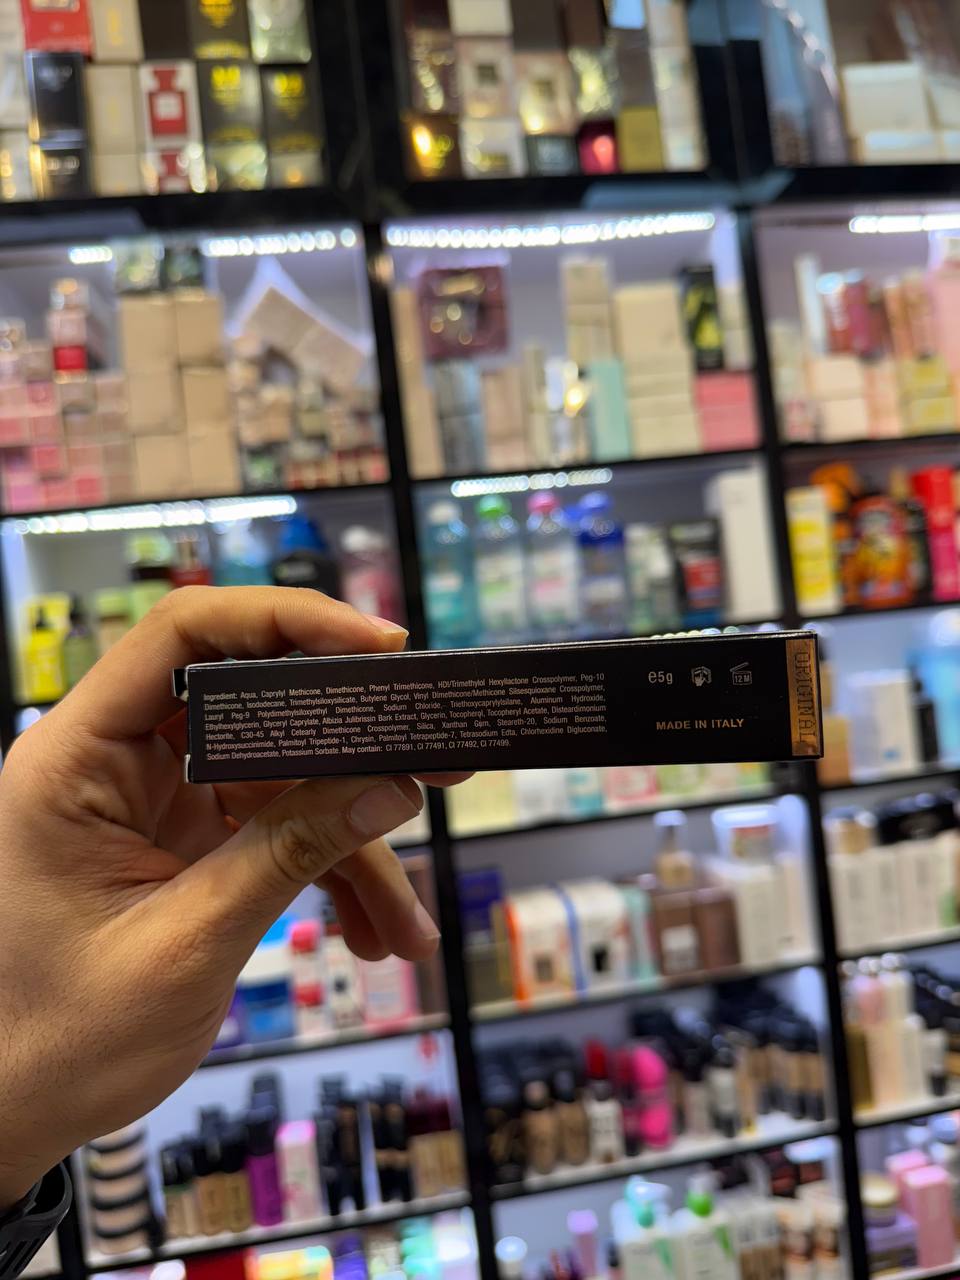 Ingredient: Aqua, Caprylyl Methicone, Dimethicone, Phenyl Trimethicone, HDI/Trimethylol Hexyllactone Crosspolymer, Peg-10
Dimethicone, Isododecane, Trimethylsiloxysilicate, Butylene Glycol, Vinyl Dimethicone/Methicone Silsesquioxane Crosspolymer,
Lauryl Peg-9 Polydimethylsiloxyethyl Dimethicone, Sodium Chloride,- Triethoxycaprylylsilane, Aluminum Hydroxide,
Ethylhexylglycerin, Glyceryl Caprylate, Albizia Julibrissin Bark Extract, Glycerin, Tocopheryl, Tocopheryl Acetate, Disteardimonium
Hectorite, C30-45 Alkyl Cetearyl Dimethicone Crosspolymer, Silica, Xanthan Gym, Steareth-20, Sodium Benzoate,
N-Hydroxysuccinimide, Palmitoyl Tripeptide-1, Chrysin, Palmitoyl Tetrapeptide-7, Tetrasodium Edta, Chlorhexidine Digluconate,
Sodium Dehydroacetate, Potassium Sorbate. May contain: CI 77891, CI 77491, CI 77492, CI 77499.
e5g
12 M
MADE IN ITALY
ORIGINAL